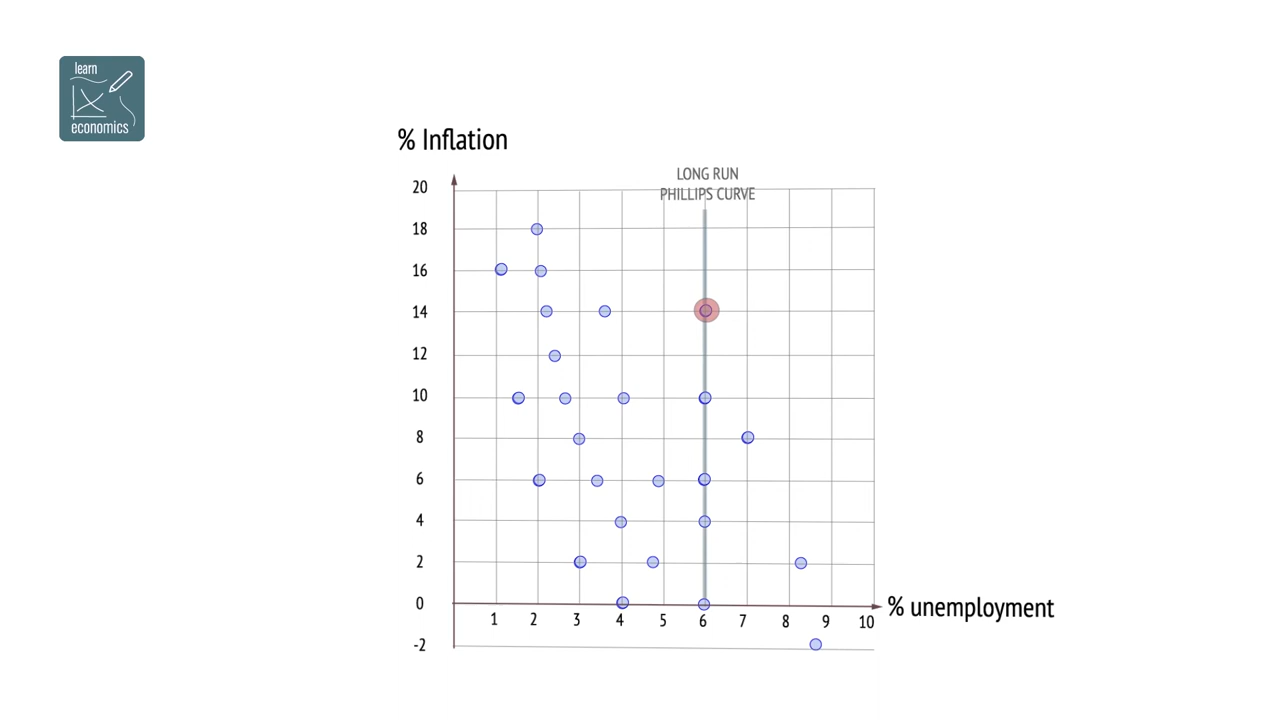 learn
economics
% Inflation
LONG RUN
PHILLIPS CURVE
20
18
16
14
12
10
8
6
4
2
0
% unemployment
1 2 3 4 5 6 7 8 9 10
-2